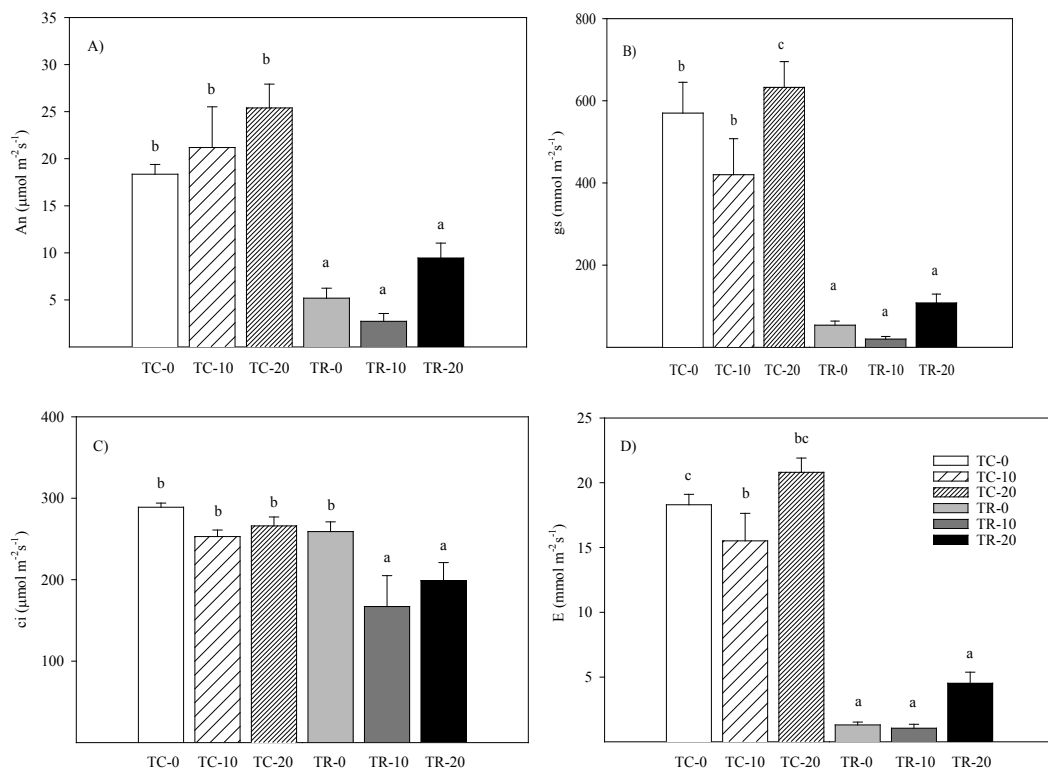 A)
35
30
25
20
15
10
5
An (µmol m⁻²s⁻¹)
b
b
b
a
a
a
TC-0 TC-10 TC-20 TR-0 TR-10 TR-20
B)
800
600
400
200
gs (mmol m⁻²s⁻¹)
b
b
c
a
a
a
TC-0 TC-10 TC-20 TR-0 TR-10 TR-20
C)
400
300
200
100
ci (µmol m⁻²s⁻¹)
b
b
b
b
a
a
TC-0 TC-10 TC-20 TR-0 TR-10 TR-20
D)
25
20
15
10
5
E (mmol m⁻²s⁻¹)
c
b
bc
a
a
a
TC-0
TC-10
TC-20
TR-0
TR-10
TR-20
TC-0 TC-10 TC-20 TR-0 TR-10 TR-20